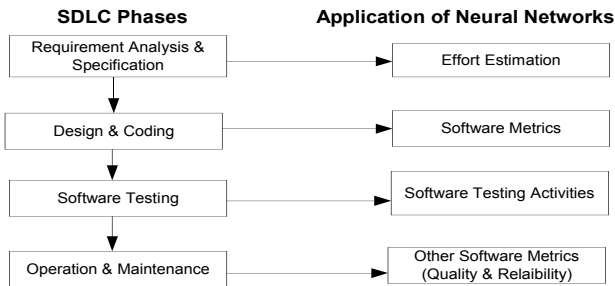 SDLC Phases
Application of Neural Networks
Requirement Analysis &
Specification
Effort Estimation
Design & Coding
Software Metrics
Software Testing
Software Testing Activities
Operation & Maintenance
Other Software Metrics
(Quality & Relaibility)